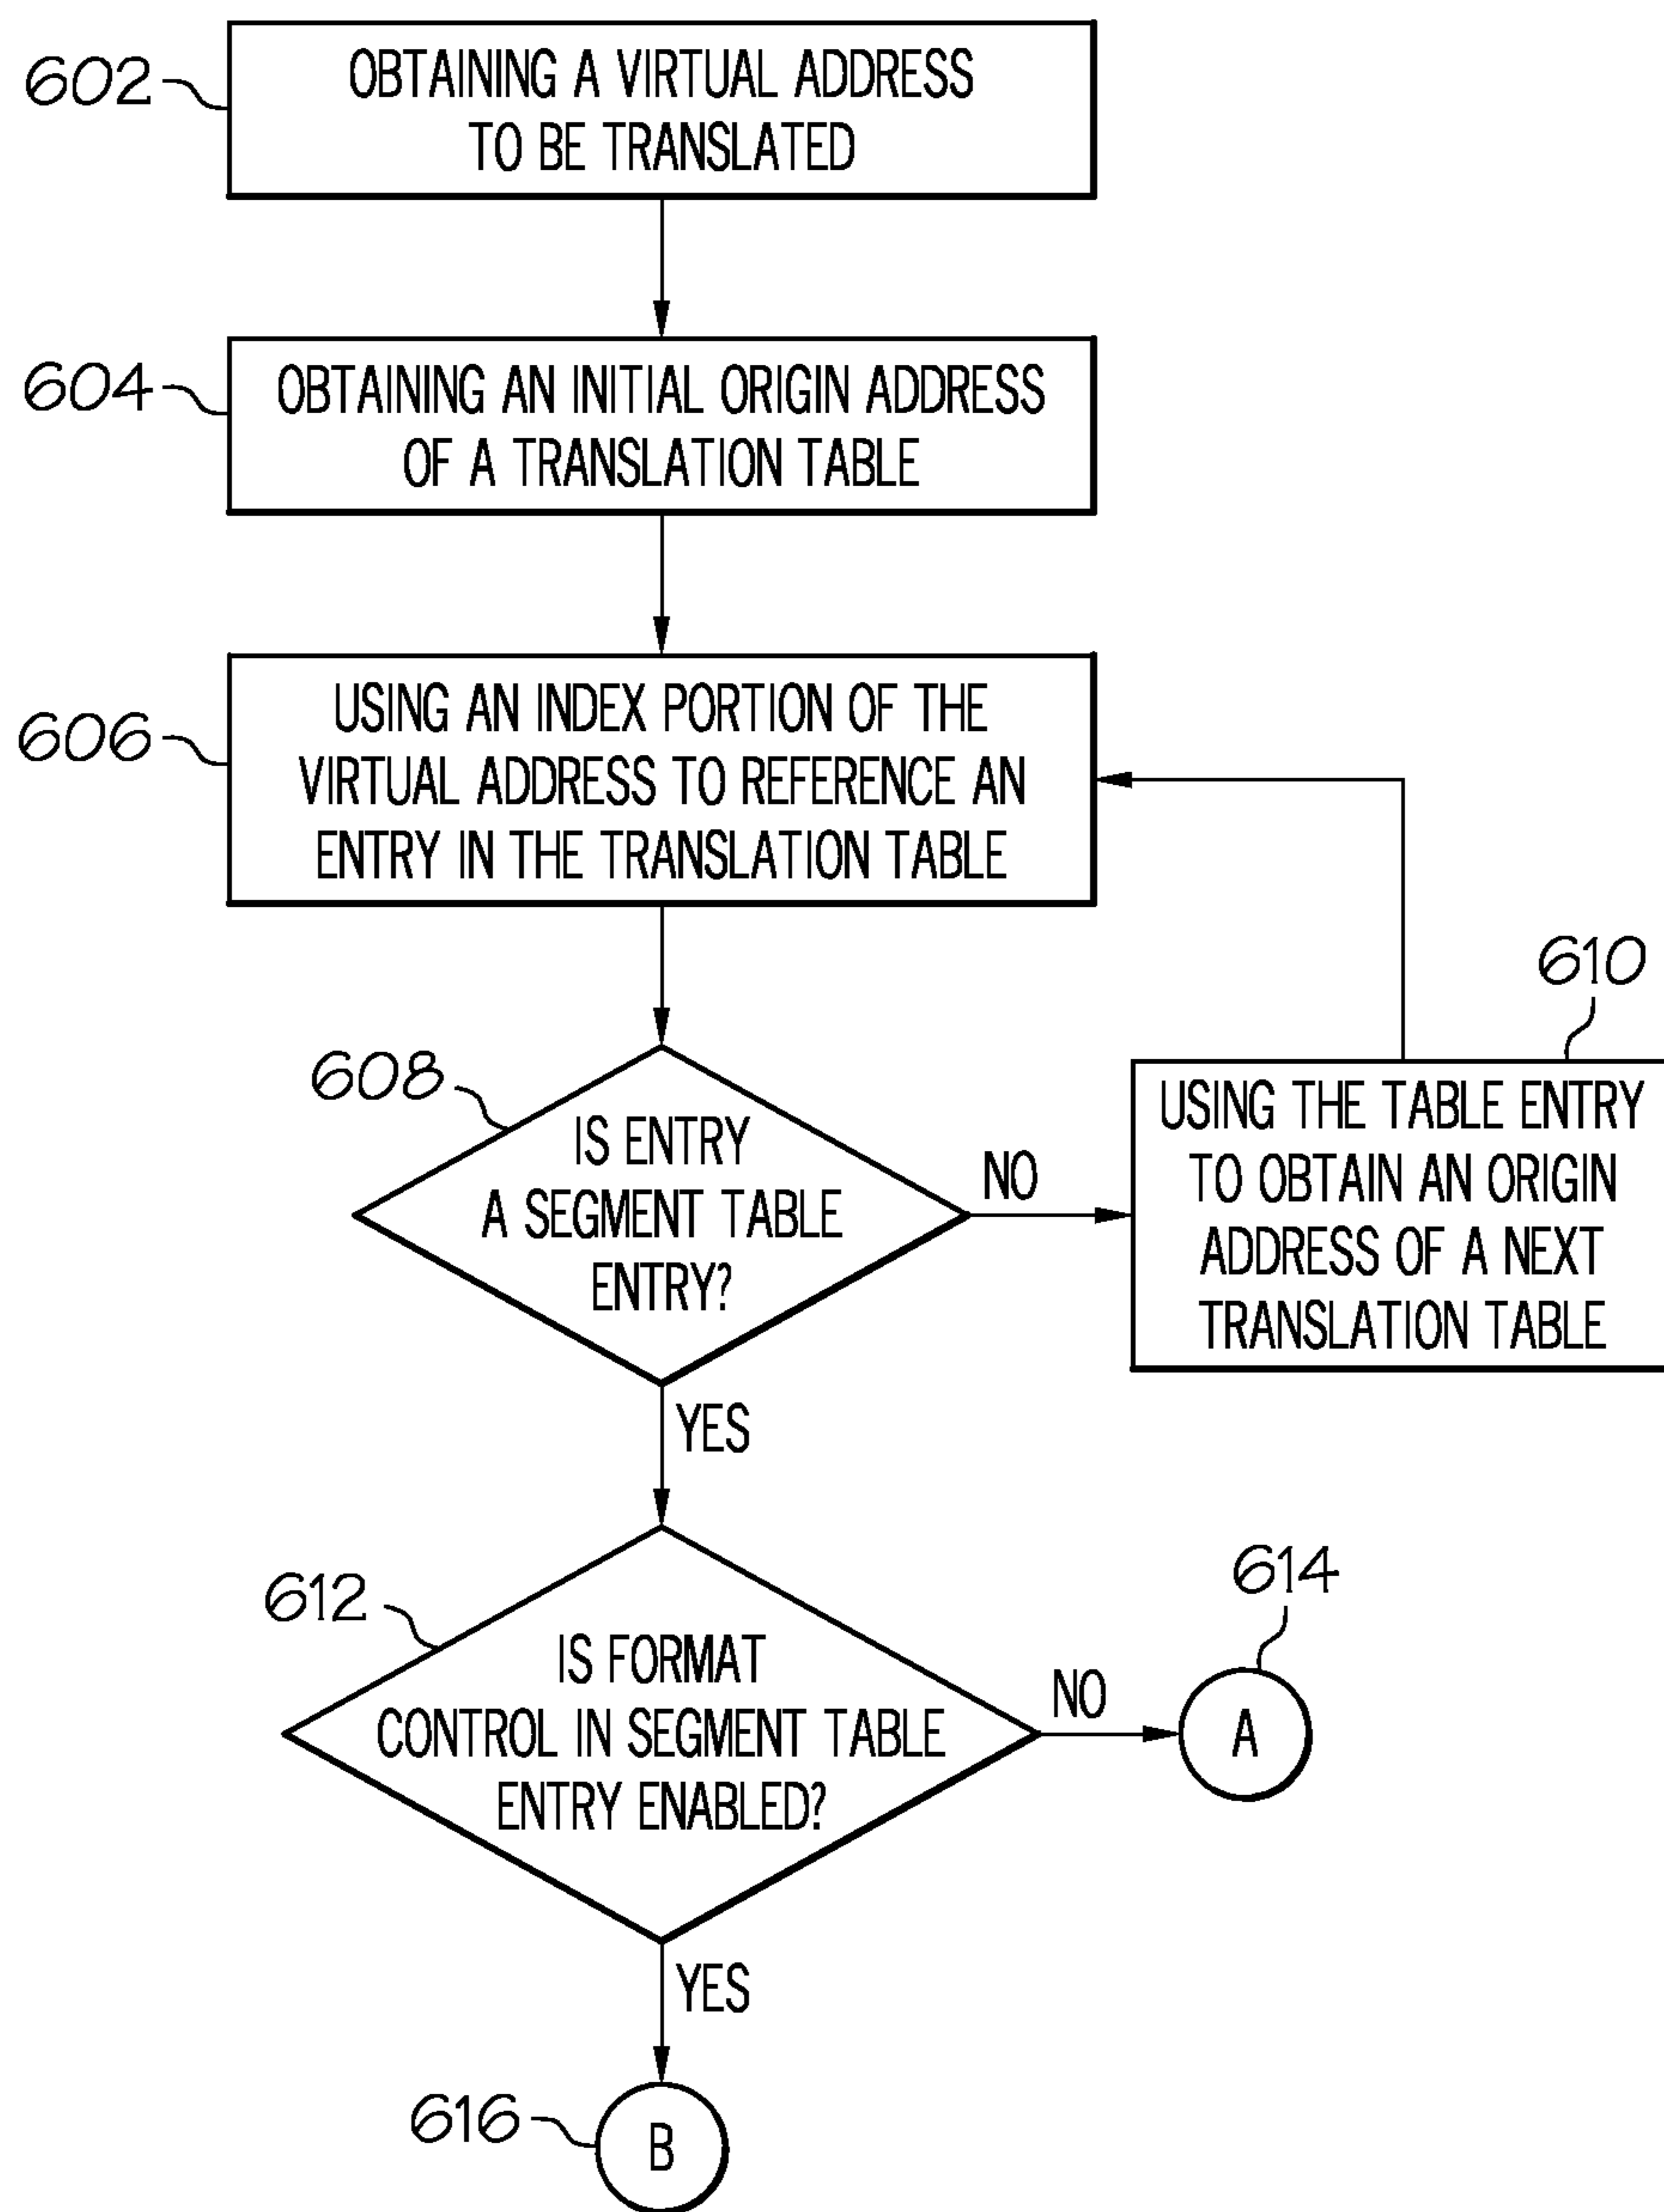 602
OBTAINING A VIRTUAL ADDRESS
TO BE TRANSLATED
604
OBTAINING AN INITIAL ORIGIN ADDRESS
OF A TRANSLATION TABLE
606
USING AN INDEX PORTION OF THE
VIRTUAL ADDRESS TO REFERENCE AN
ENTRY IN THE TRANSLATION TABLE
608
IS ENTRY
A SEGMENT TABLE
ENTRY?
NO
610
USING THE TABLE ENTRY
TO OBTAIN AN ORIGIN
ADDRESS OF A NEXT
TRANSLATION TABLE
YES
612
IS FORMAT
CONTROL IN SEGMENT TABLE
ENTRY ENABLED?
NO
614
A
YES
616
B